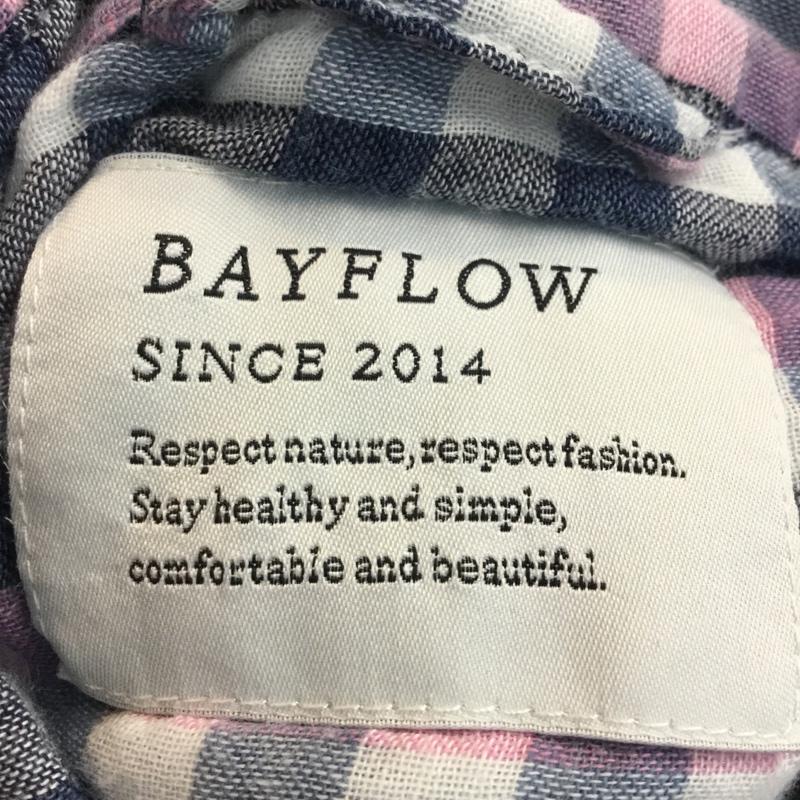 BAYFLOW
SINCE 2014
Respect nature, respect fashion.
Stay healthy and simple,
comfortable and beautiful.